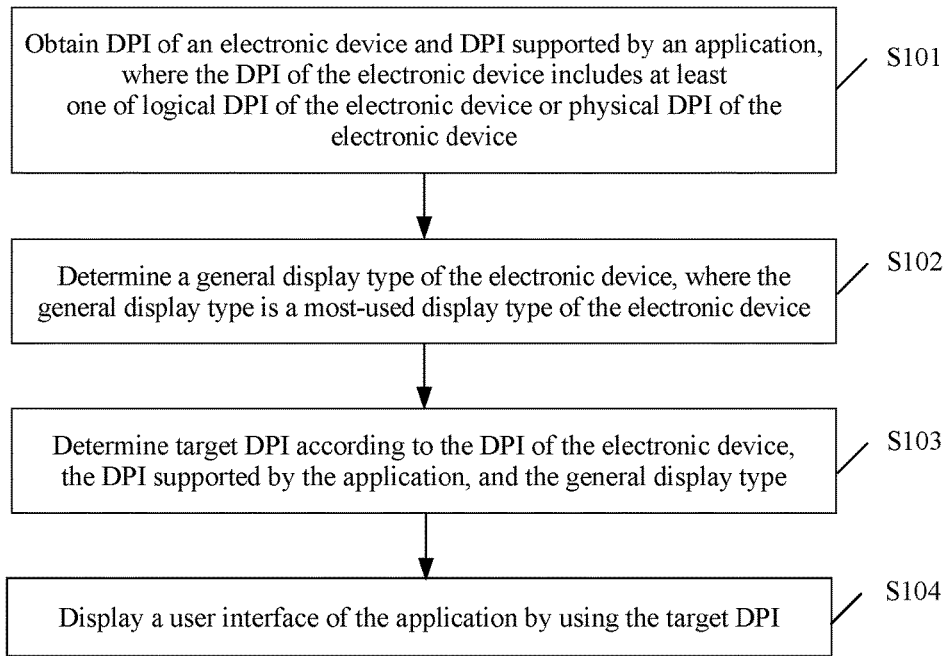 Obtain DPI of an electronic device and DPI supported by an application,
where the DPI of the electronic device includes at least
one of logical DPI of the electronic device or physical DPI of the
electronic device
S101
Determine a general display type of the electronic device, where the
general display type is a most-used display type of the electronic device
S102
Determine target DPI according to the DPI of the electronic device,
the DPI supported by the application, and the general display type
S103
Display a user interface of the application by using the target DPI
S104